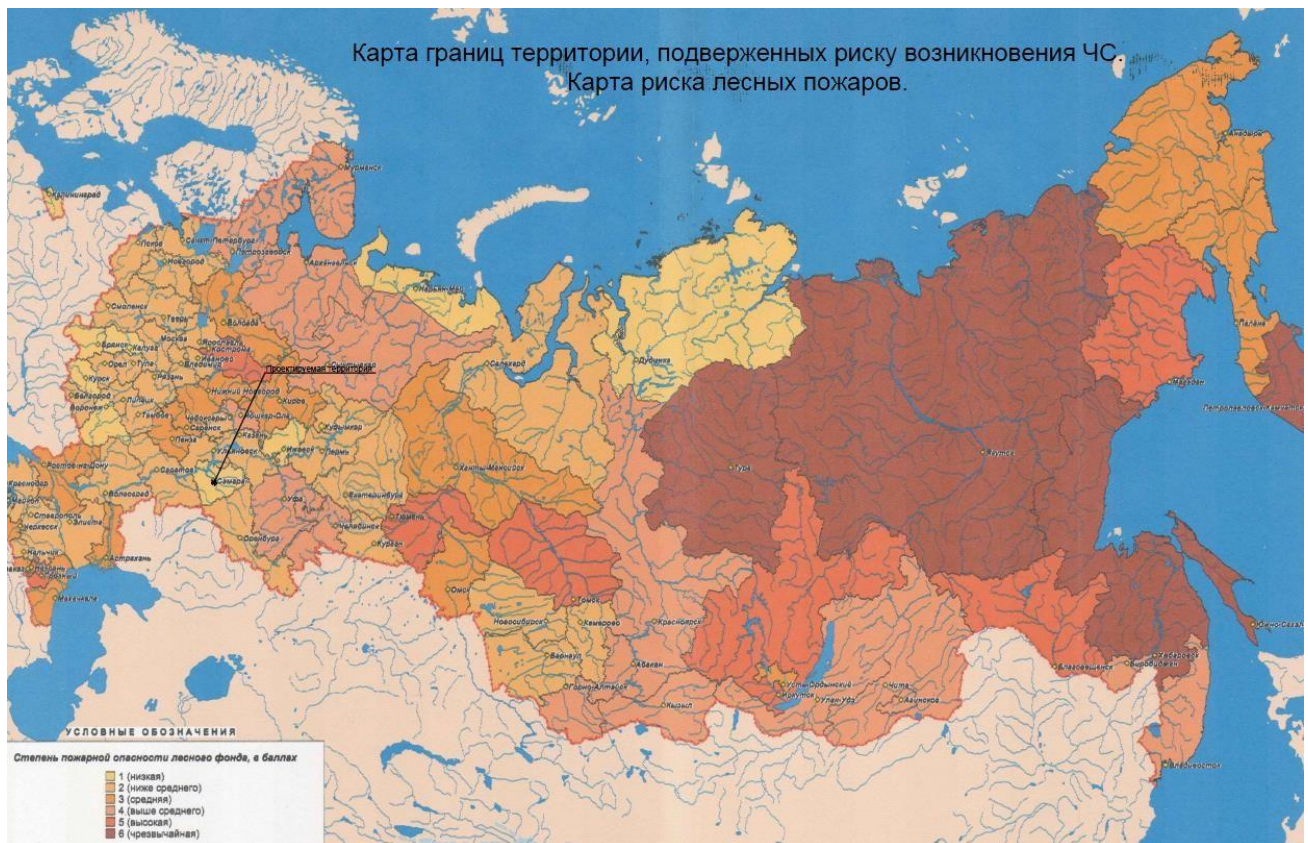 Карта границ территории, подверженных риску возникновения ЧС.
Карта риска лесных пожаров.
Анадырь
Мурманск
Калининград
Санкт-Петербург
Псков
Петрозаводск
Новгород
Архангельск
Нарьян-Мар
Смоленск
Тверь
Вологда
Палана
Салехард
Дудинка
Москва
Ярославль
Брянск
Калуга
Кострома
Иваново
Орел
Тула
Владимир
Сыктывкар
Проектируемая территория
Магадан
Курск
Рязань
Нижний Новгород
Белгород
Липецк
Киров
Петропавловск-Камчатск
Воронеж
Тамбов
Чебоксары
Йошкар-Ола
Саранск
Кудымкар
Пенза
Казань
Ульяновск
Ижевск
Пермь
Якутск
Ростов-на-Дону
Саратов
Ханты-Мансийск
Тура
Самара
Краснодар
Волгоград
Уфа
Екатеринбург
Ставрополь
Элиста
Тюмень
Черкесск
Челябинск
Оренбург
Курган
Нальчик
Астрахань
Махачкала
Омск
Томск
Новосибирск
Кемерово
Красноярск
Южно-Сахал
Барнаул
Абакан
Хабаровск
Благовещенск
Биробиджан
Горно-Алтайск
Усть-Ордынский
Чита
Кызыл
Иркутск
Улан-Удэ
Агинское
Владивосток
УСЛОВНЫЕ ОБОЗНАЧЕНИЯ
Степень пожарной опасности лесного фонда, в баллах
1 (низкая)
2 (ниже среднего)
3 (средняя)
4 (выше среднего)
5 (высокая)
6 (чрезвычайная)